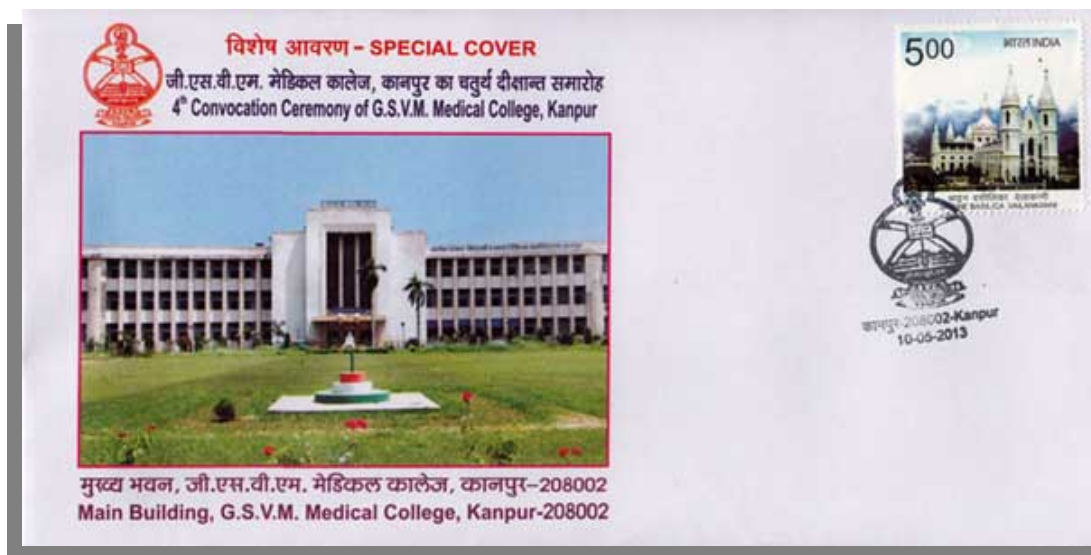 विशेष आवरण - SPECIAL COVER
जी.एस.वी.एम. मेडिकल कालेज, कानपुर का चतुर्थ दीक्षान्त समारोह
4th Convocation Ceremony of G.S.V.M. Medical College, Kanpur
5.00
भारत INDIA
BASILICA VAILANKANNI
कानपुर-208002-Kanpur
10-05-2013
मुख्य भवन, जी.एस.वी.एम. मेडिकल कालेज, कानपुर-208002
Main Building, G.S.V.M. Medical College, Kanpur-208002